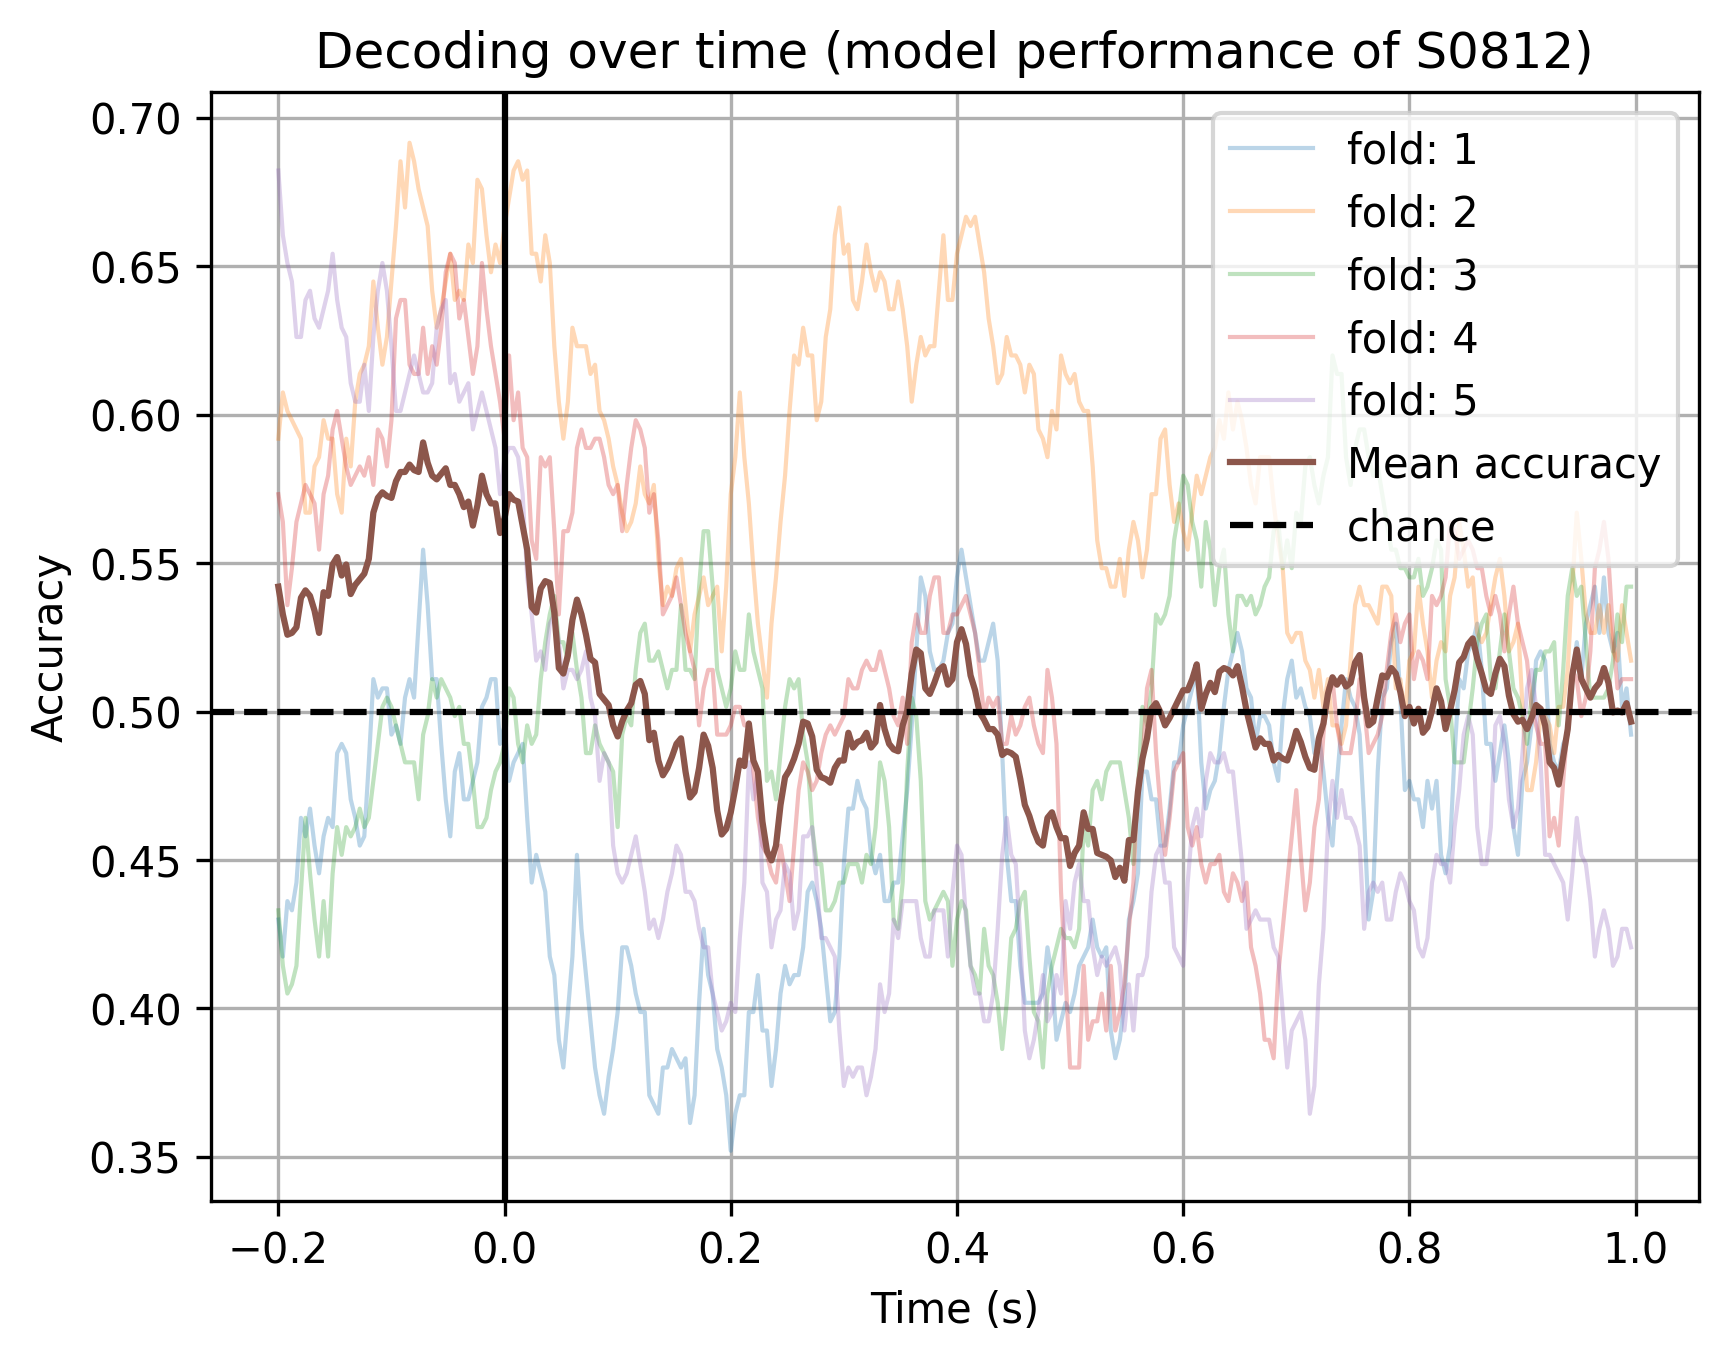 Decoding over time (model performance of S0812)
0.70
0.65
0.60
0.55
0.50
0.45
0.40
0.35
Accuracy
fold: 1
fold: 2
fold: 3
fold: 4
fold: 5
Mean accuracy
chance
−0.2 0.0 0.2 0.4 0.6 0.8 1.0
Time (s)